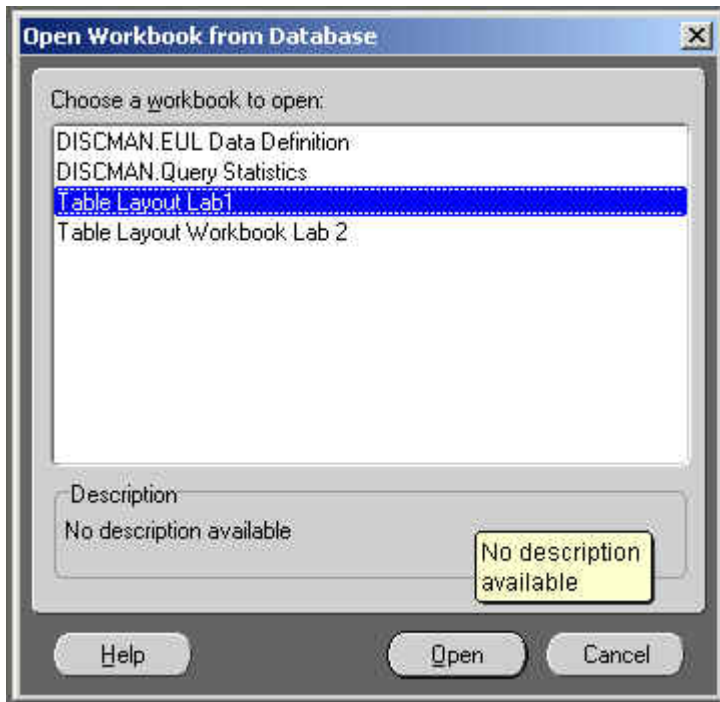 Open Workbook from Database
Choose a workbook to open:
DISCMAN.EUL Data Definition
DISCMAN.Query Statistics
Table Layout Lab1
Table Layout Workbook Lab 2
Description
No description available
No description
available
Help
Open
Cancel